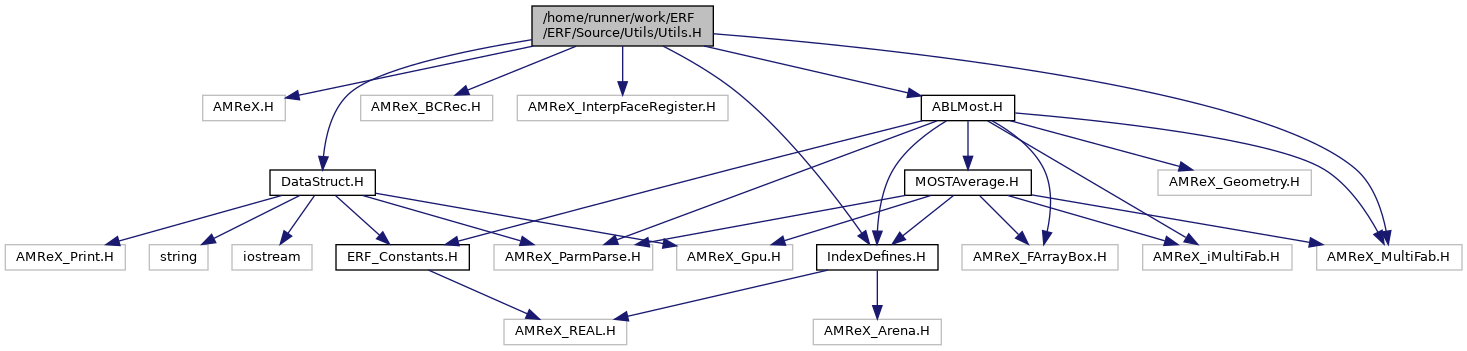 /home/runner/work/ERF
/ERF/Source/Utils/Utils.H
AMReX.H
AMReX_BCRec.H
AMReX_InterpFaceRegister.H
ABLMost.H
DataStruct.H
MOSTAverage.H
AMReX_Geometry.H
AMReX_Print.H
string
iostream
ERF_Constants.H
AMReX_ParmParse.H
AMReX_Gpu.H
IndexDefines.H
AMReX_FArrayBox.H
AMReX_iMultiFab.H
AMReX_MultiFab.H
AMReX_REAL.H
AMReX_Arena.H